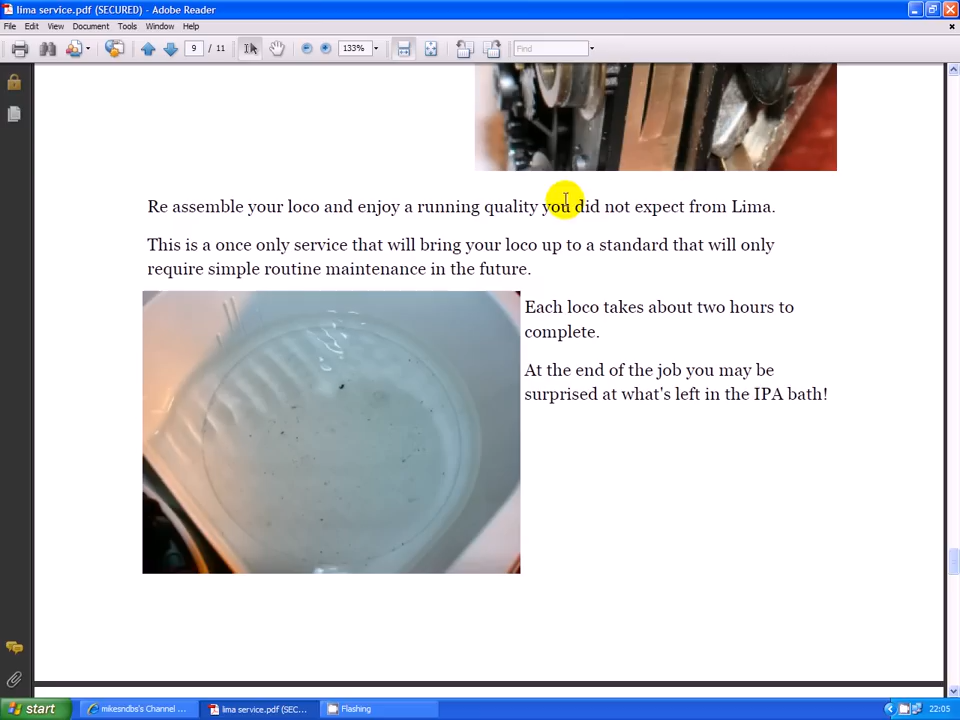 lima service.pdf (SECURED) - Adobe Reader
File Edit View Document Tools Window Help
9 / 11 133% Find
Re assemble your loco and enjoy a running quality you did not expect from Lima.
This is a once only service that will bring your loco up to a standard that will only
require simple routine maintenance in the future.
Each loco takes about two hours to
complete.
At the end of the job you may be
surprised at what's left in the IPA bath!
start mikesndbs's Channel ... lima service.pdf (SEC... Flashing 22:05